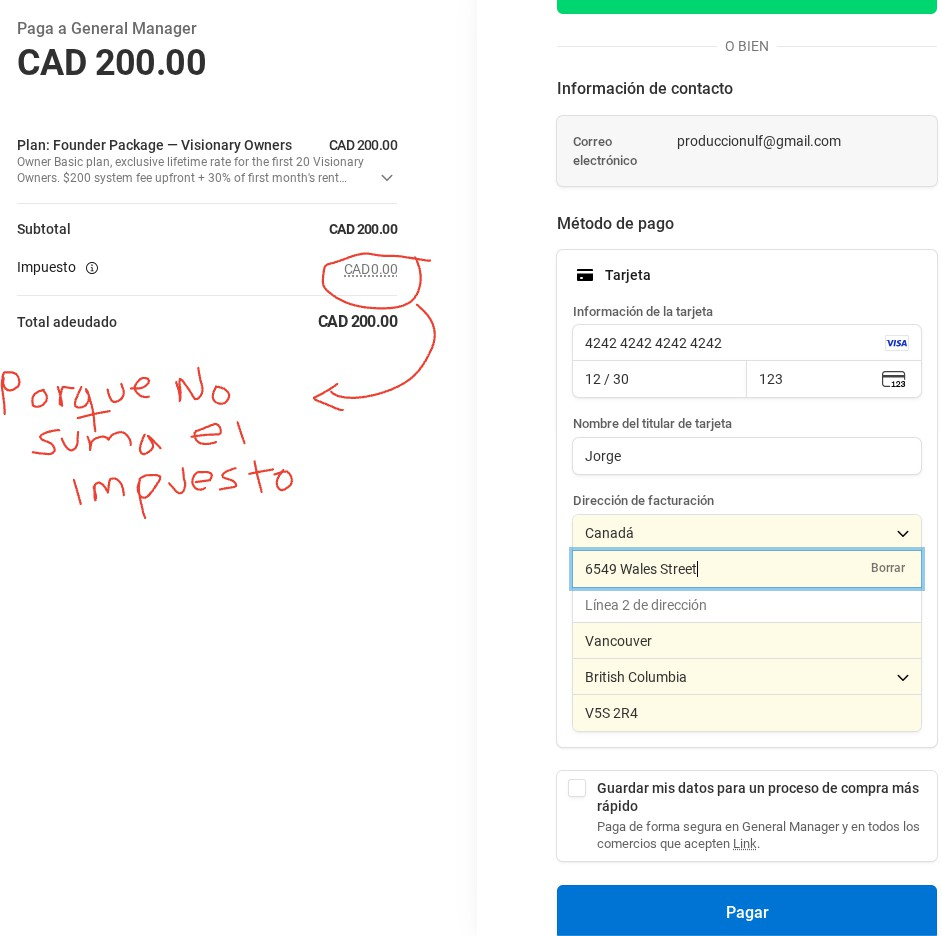 Paga a General Manager
CAD 200.00
Plan: Founder Package — Visionary Owners CAD 200.00
Owner Basic plan, exclusive lifetime rate for the first 20 Visionary
Owners. $200 system fee upfront + 30% of first month's rent...
Subtotal CAD 200.00
Impuesto CAD0.00
Total adeudado CAD 200.00
Porque No
suma el
impuesto
O BIEN
Información de contacto
Correo
electrónico
produccionulf@gmail.com
Método de pago
Tarjeta
Información de la tarjeta
4242 4242 4242 4242 VISA
12 / 30 123 123
Nombre del titular de tarjeta
Jorge
Dirección de facturación
Canadá
6549 Wales Street Borrar
Línea 2 de dirección
Vancouver
British Columbia
V5S 2R4
Guardar mis datos para un proceso de compra más
rápido
Paga de forma segura en General Manager y en todos los
comercios que acepten Link.
Pagar